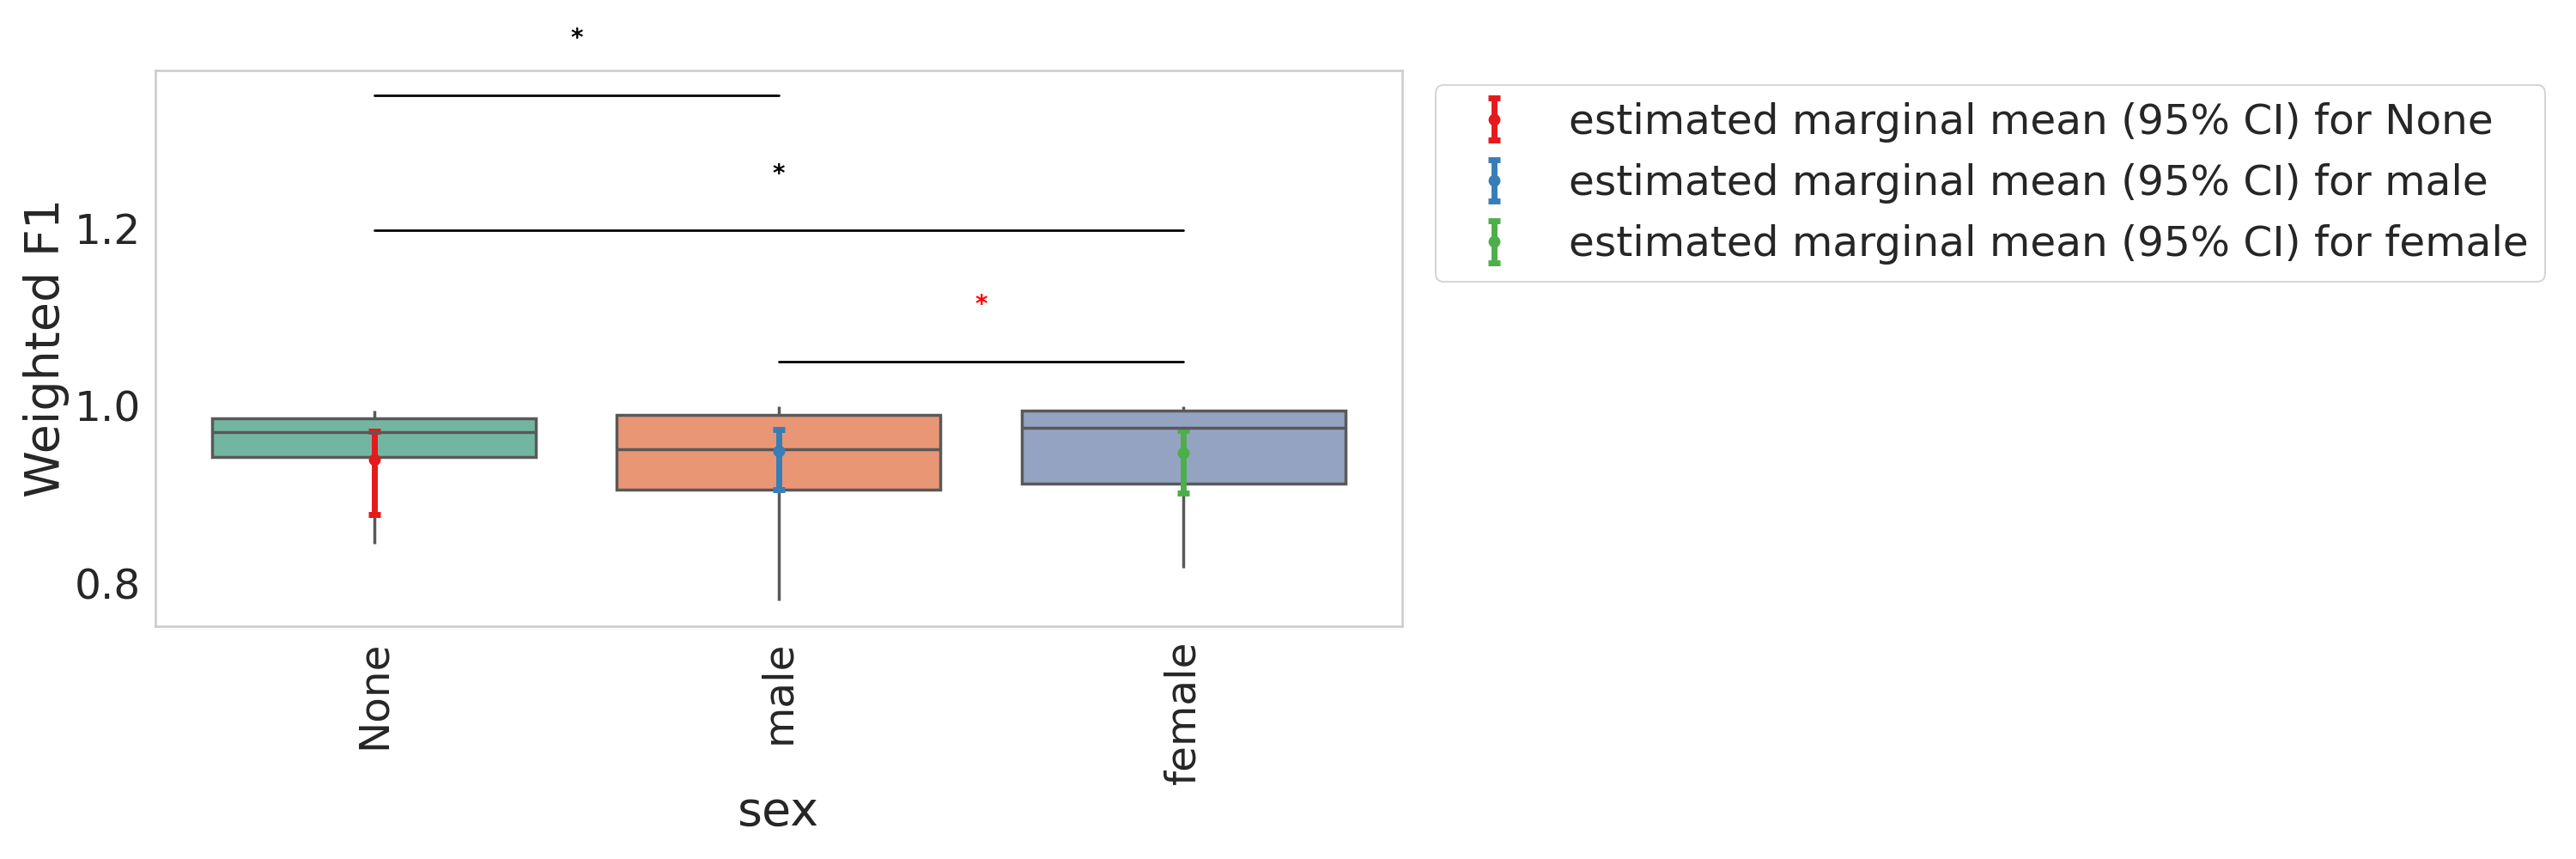 *
*
*
Weighted F1
1.2
1.0
0.8
None
male
female
sex
estimated marginal mean (95% CI) for None
estimated marginal mean (95% CI) for male
estimated marginal mean (95% CI) for female